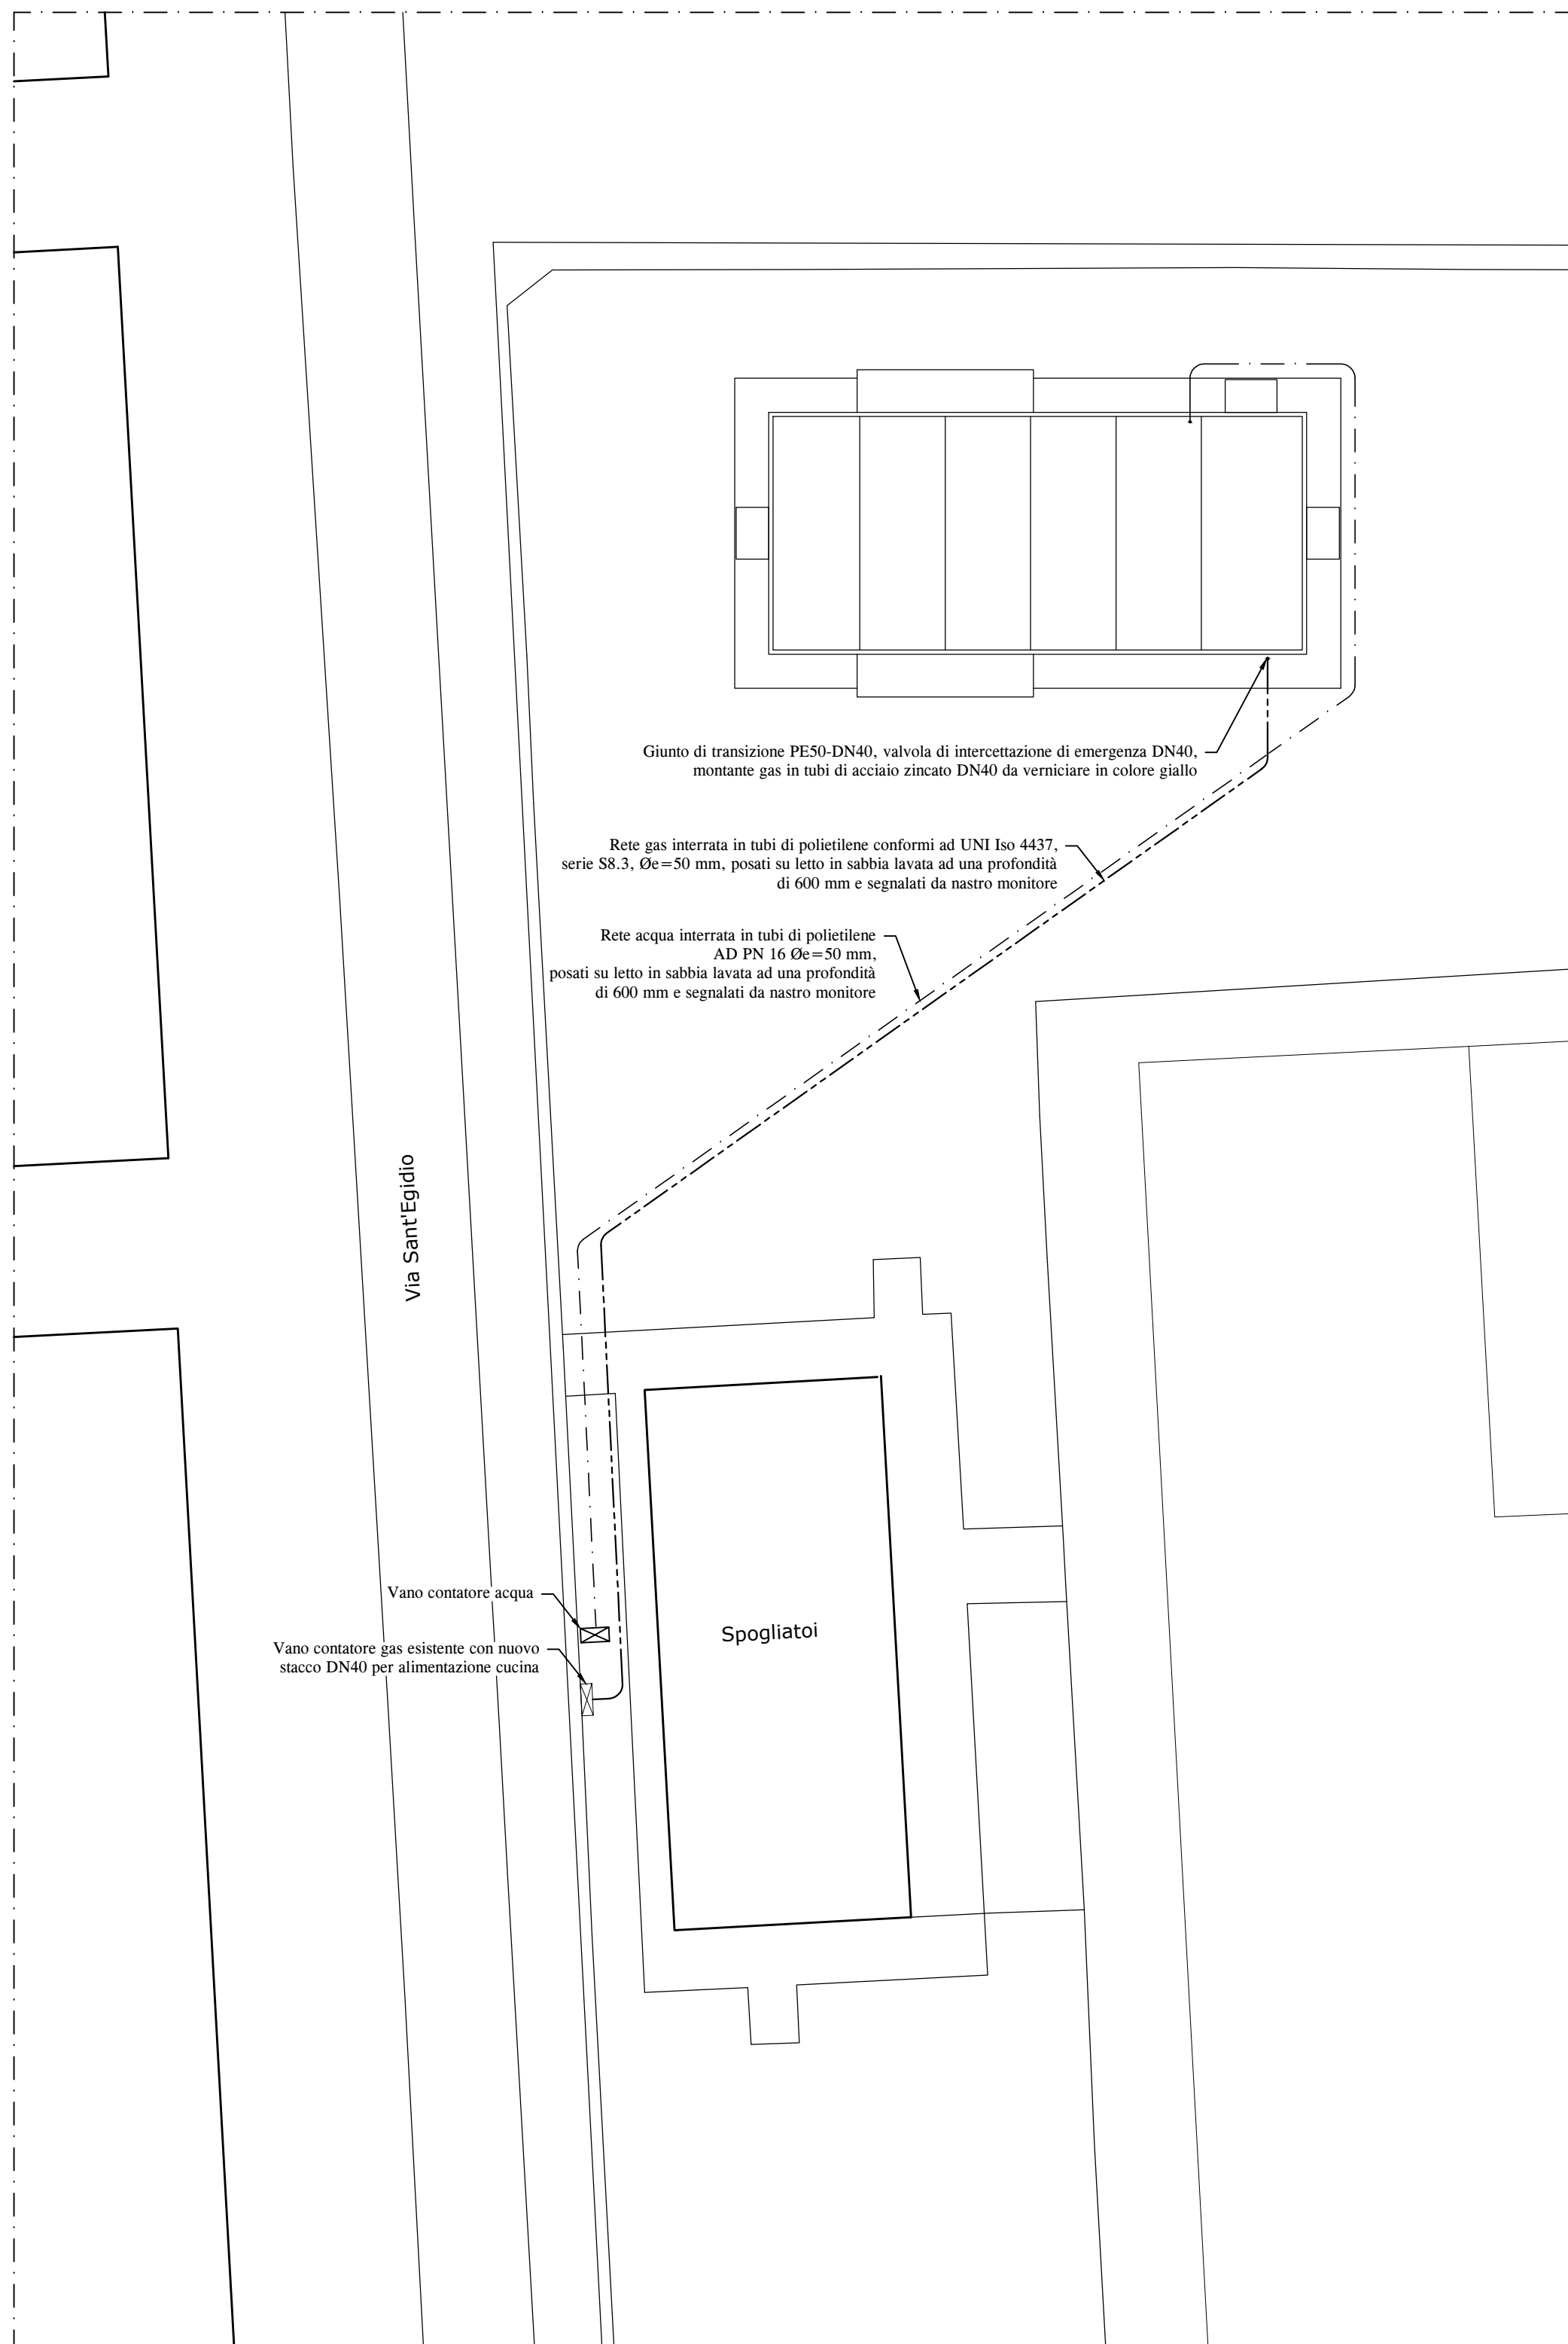 Giunto di transizione PE50-DN40, valvola di intercettazione di emergenza DN40,
montante gas in tubi di acciaio zincato DN40 da verniciare in colore giallo
Rete gas interrata in tubi di polietilene conformi ad UNI Iso 4437,
serie S8.3, Øe=50 mm, posati su letto in sabbia lavata ad una profondità
di 600 mm e segnalati da nastro monitore
Rete acqua interrata in tubi di polietilene
AD PN 16 Øe=50 mm,
posati su letto in sabbia lavata ad una profondità
di 600 mm e segnalati da nastro monitore
Via Sant'Egidio
Vano contatore acqua
Spogliatoi
Vano contatore gas esistente con nuovo
stacco DN40 per alimentazione cucina